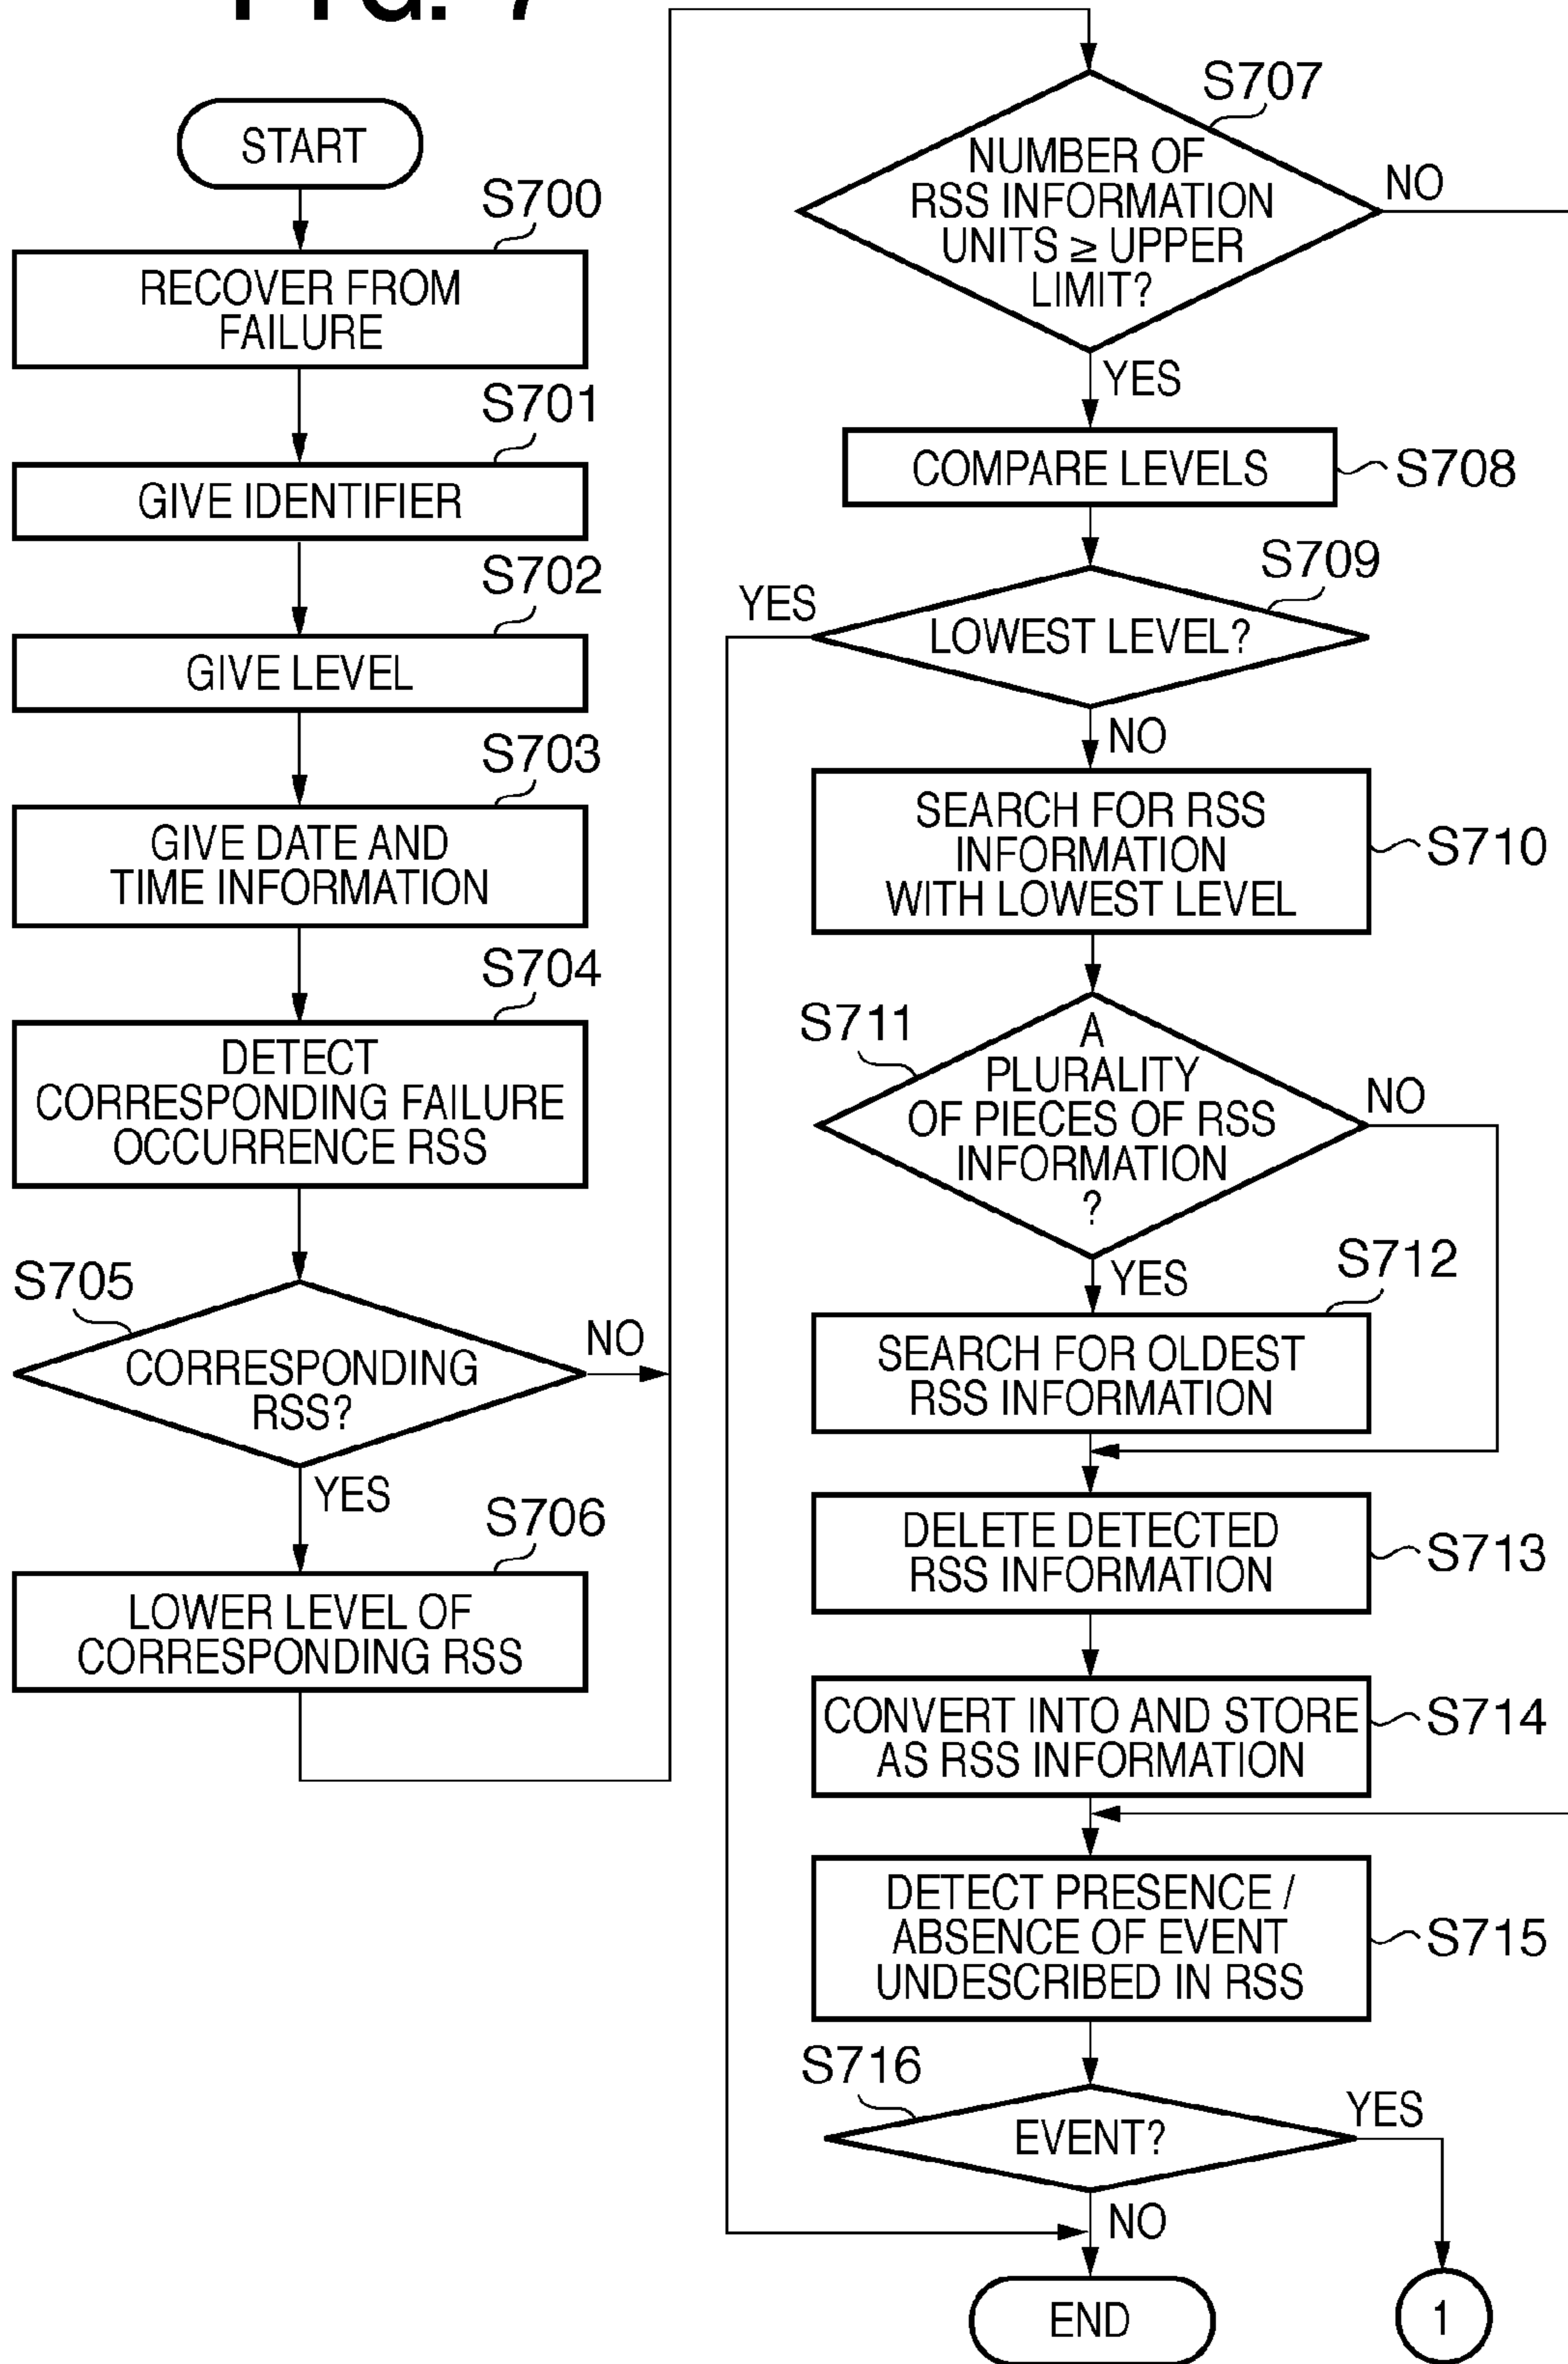 FIG. 7
START
S700
RECOVER FROM
FAILURE
S701
GIVE IDENTIFIER
S702
GIVE LEVEL
S703
GIVE DATE AND
TIME INFORMATION
S704
DETECT
CORRESPONDING FAILURE
OCCURRENCE RSS
S705
CORRESPONDING
RSS?
NO
YES
S706
LOWER LEVEL OF
CORRESPONDING RSS
S707
NUMBER OF
RSS INFORMATION
UNITS ≥ UPPER
LIMIT?
NO
YES
COMPARE LEVELS
S708
S709
YES
LOWEST LEVEL?
NO
SEARCH FOR RSS
INFORMATION
WITH LOWEST LEVEL
S710
S711
A
PLURALITY
OF PIECES OF RSS
INFORMATION
?
NO
YES
S712
SEARCH FOR OLDEST
RSS INFORMATION
DELETE DETECTED
RSS INFORMATION
S713
CONVERT INTO AND STORE
AS RSS INFORMATION
S714
DETECT PRESENCE /
ABSENCE OF EVENT
UNDESCRIBED IN RSS
S715
S716
EVENT?
YES
NO
END
1